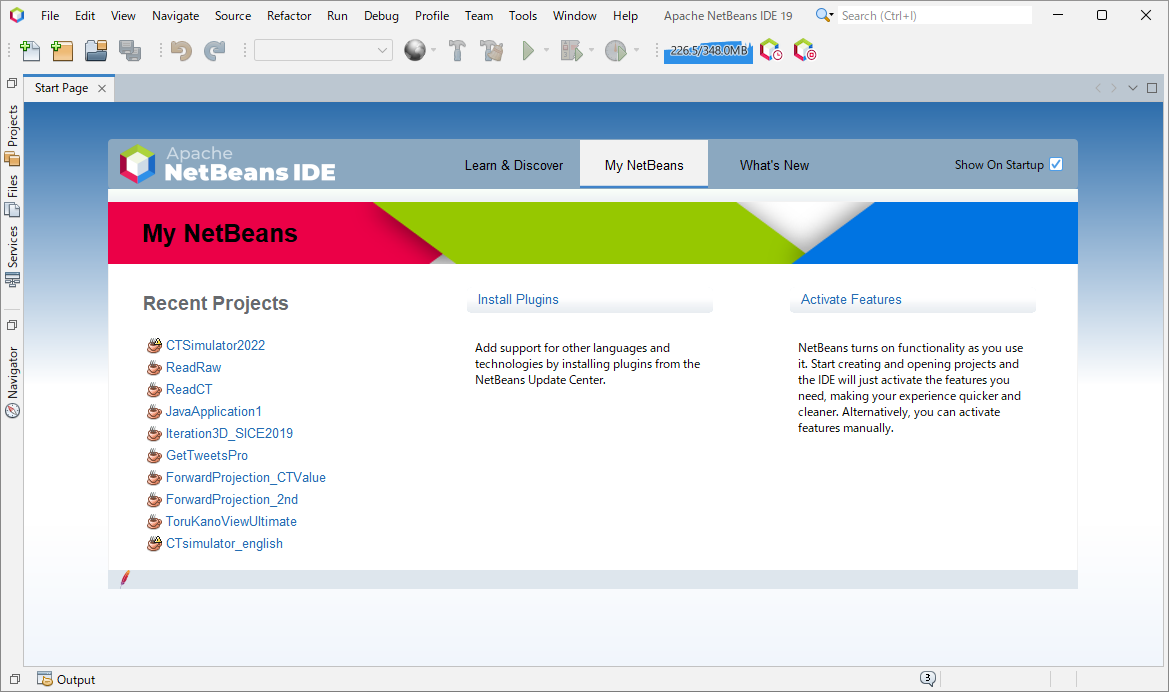 File Edit View Navigate Source Refactor Run Debug Profile Team Tools Window Help Apache NetBeans IDE 19 Search (Ctrl+I)
226.5/348.0MB
Start Page
Projects
Files
Services
Navigator
Apache
NetBeans IDE
Learn & Discover My NetBeans What's New Show On Startup
My NetBeans
Recent Projects
CTSimulator2022
ReadRaw
ReadCT
JavaApplication1
Iteration3D_SICE2019
GetTweetsPro
ForwardProjection_CTValue
ForwardProjection_2nd
ToruKanoViewUltimate
CTsimulator_english
Install Plugins
Add support for other languages and
technologies by installing plugins from the
NetBeans Update Center.
Activate Features
NetBeans turns on functionality as you use
it. Start creating and opening projects and
the IDE will just activate the features you
need, making your experience quicker and
cleaner. Alternatively, you can activate
features manually.
Output
3